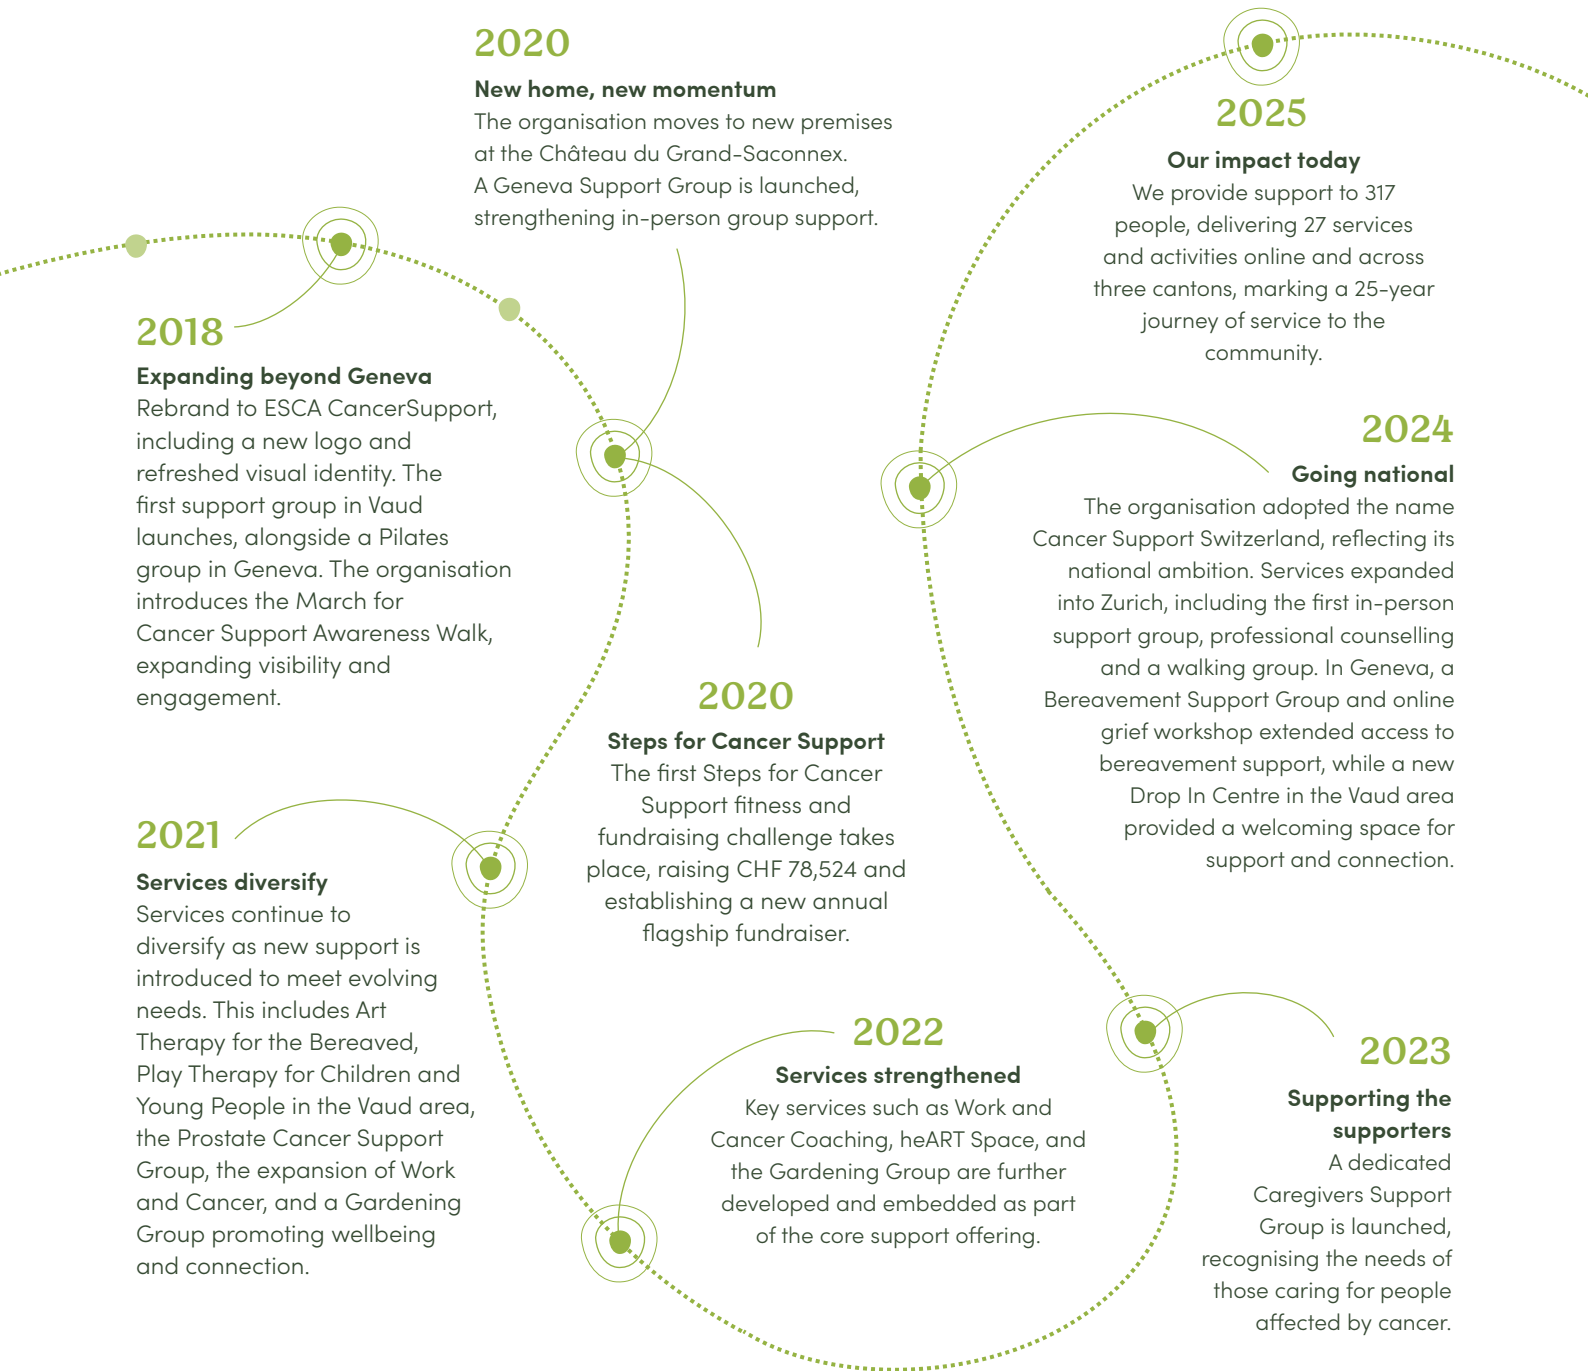 2018
Expanding beyond Geneva
Rebrand to ESCA CancerSupport,
including a new logo and
refreshed visual identity. The
first support group in Vaud
launches, alongside a Pilates
group in Geneva. The organisation
introduces the March for
Cancer Support Awareness Walk,
expanding visibility and
engagement.
2020
New home, new momentum
The organisation moves to new premises
at the Château du Grand-Saconnex.
A Geneva Support Group is launched,
strengthening in-person group support.
2020
Steps for Cancer Support
The first Steps for Cancer
Support fitness and
fundraising challenge takes
place, raising CHF 78,524 and
establishing a new annual
flagship fundraiser.
2021
Services diversify
Services continue to
diversify as new support is
introduced to meet evolving
needs. This includes Art
Therapy for the Bereaved,
Play Therapy for Children and
Young People in the Vaud area,
the Prostate Cancer Support
Group, the expansion of Work
and Cancer, and a Gardening
Group promoting wellbeing
and connection.
2022
Services strengthened
Key services such as Work and
Cancer Coaching, heART Space, and
the Gardening Group are further
developed and embedded as part
of the core support offering.
2023
Supporting the
supporters
A dedicated
Caregivers Support
Group is launched,
recognising the needs of
those caring for people
affected by cancer.
2024
Going national
The organisation adopted the name
Cancer Support Switzerland, reflecting its
national ambition. Services expanded
into Zurich, including the first in-person
support group, professional counselling
and a walking group. In Geneva, a
Bereavement Support Group and online
grief workshop extended access to
bereavement support, while a new
Drop In Centre in the Vaud area
provided a welcoming space for
support and connection.
2025
Our impact today
We provide support to 317
people, delivering 27 services
and activities online and across
three cantons, marking a 25-year
journey of service to the
community.